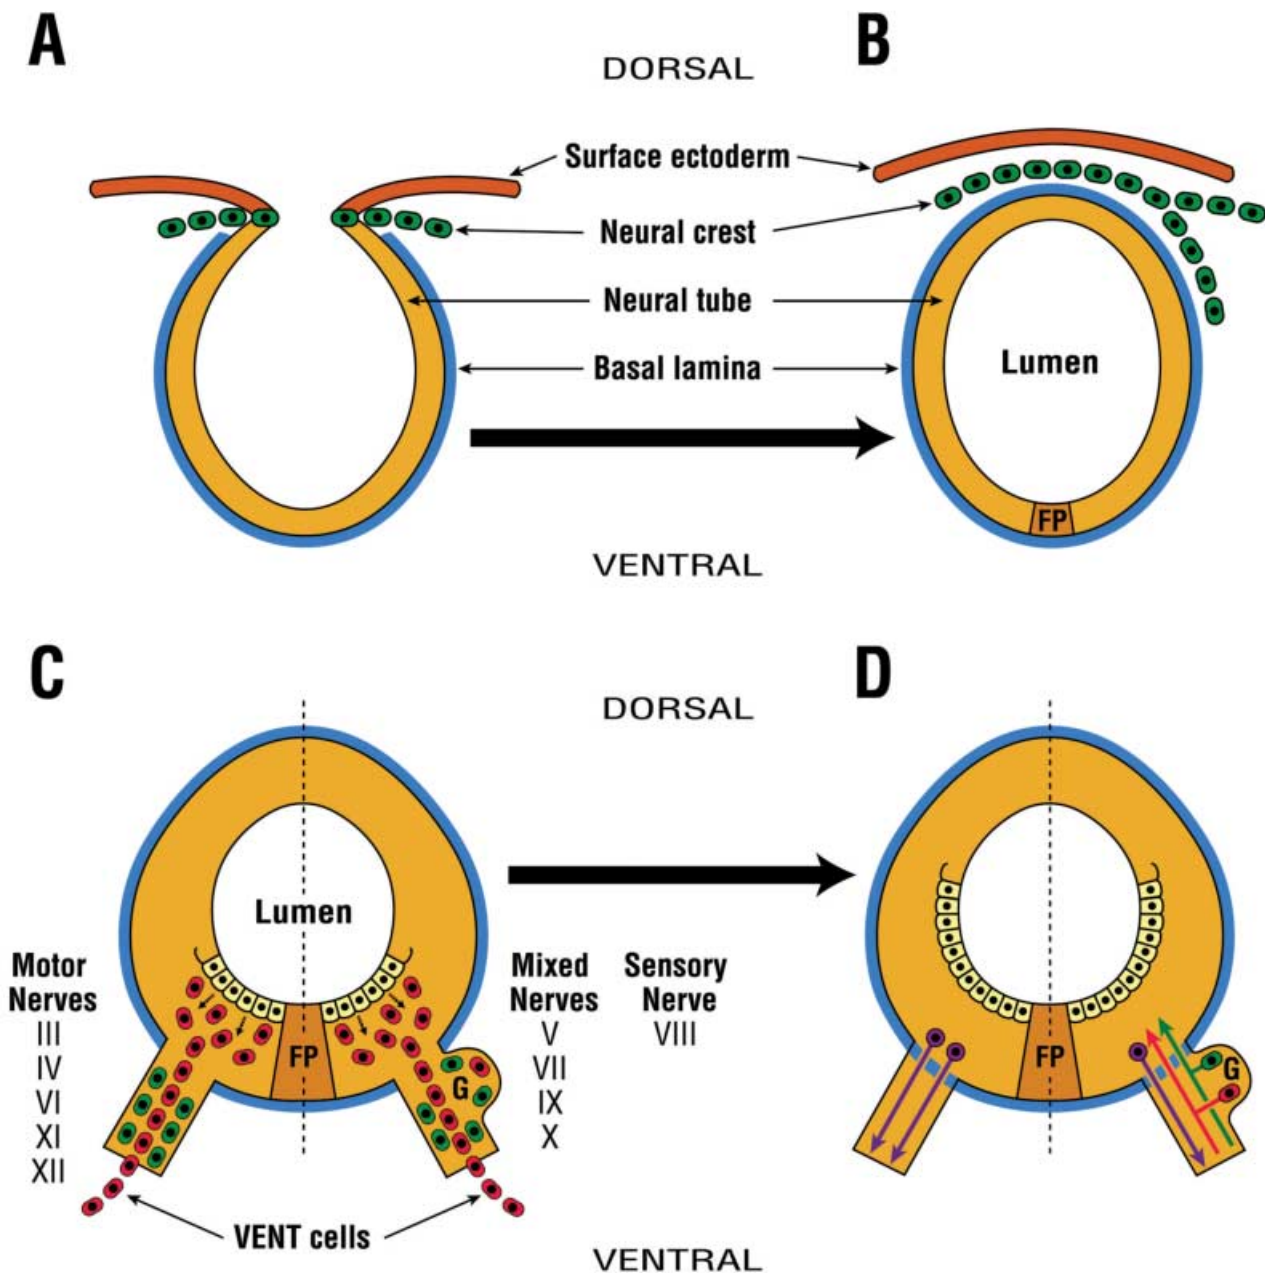 A
B
DORSAL
Surface ectoderm
Neural crest
Neural tube
Basal lamina
Lumen
FP
VENTRAL
C
D
DORSAL
Lumen
Motor
Nerves
III
IV
VI
XI
XII
FP
G
Mixed
Nerves
V
VII
IX
X
Sensory
Nerve
VIII
FP
G
VENT cells
VENTRAL